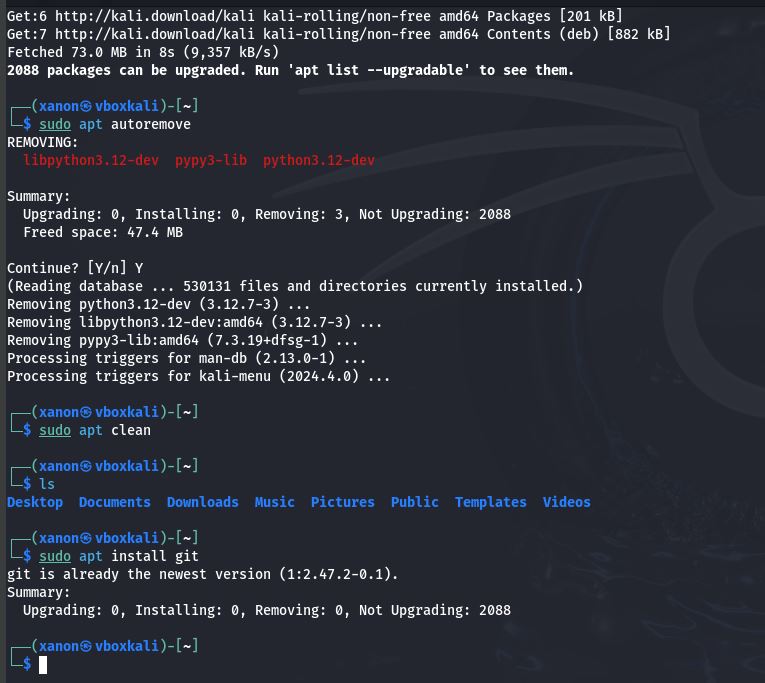 Get:6 http://kali.download/kali kali-rolling/non-free amd64 Packages [201 kB]
Get:7 http://kali.download/kali kali-rolling/non-free amd64 Contents (deb) [882 kB]
Fetched 73.0 MB in 8s (9,357 kB/s)
2088 packages can be upgraded. Run 'apt list --upgradable' to see them.
┌──(xanon㉿vboxkali)-[~]
└─$ sudo apt autoremove
REMOVING:
  libpython3.12-dev  pypy3-lib  python3.12-dev
Summary:
  Upgrading: 0, Installing: 0, Removing: 3, Not Upgrading: 2088
  Freed space: 47.4 MB
Continue? [Y/n] Y
(Reading database ... 530131 files and directories currently installed.)
Removing python3.12-dev (3.12.7-3) ...
Removing libpython3.12-dev:amd64 (3.12.7-3) ...
Removing pypy3-lib:amd64 (7.3.19+dfsg-1) ...
Processing triggers for man-db (2.13.0-1) ...
Processing triggers for kali-menu (2024.4.0) ...
┌──(xanon㉿vboxkali)-[~]
└─$ sudo apt clean
┌──(xanon㉿vboxkali)-[~]
└─$ ls
Desktop  Documents  Downloads  Music  Pictures  Public  Templates  Videos
┌──(xanon㉿vboxkali)-[~]
└─$ sudo apt install git
git is already the newest version (1:2.47.2-0.1).
Summary:
  Upgrading: 0, Installing: 0, Removing: 0, Not Upgrading: 2088
┌──(xanon㉿vboxkali)-[~]
└─$